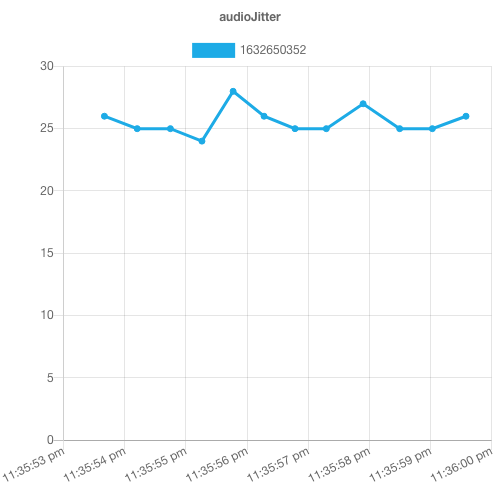 audioJitter
1632650352
30
25
20
15
10
5
0
11:35:53 pm
11:35:54 pm
11:35:55 pm
11:35:56 pm
11:35:57 pm
11:35:58 pm
11:35:59 pm
11:36:00 pm